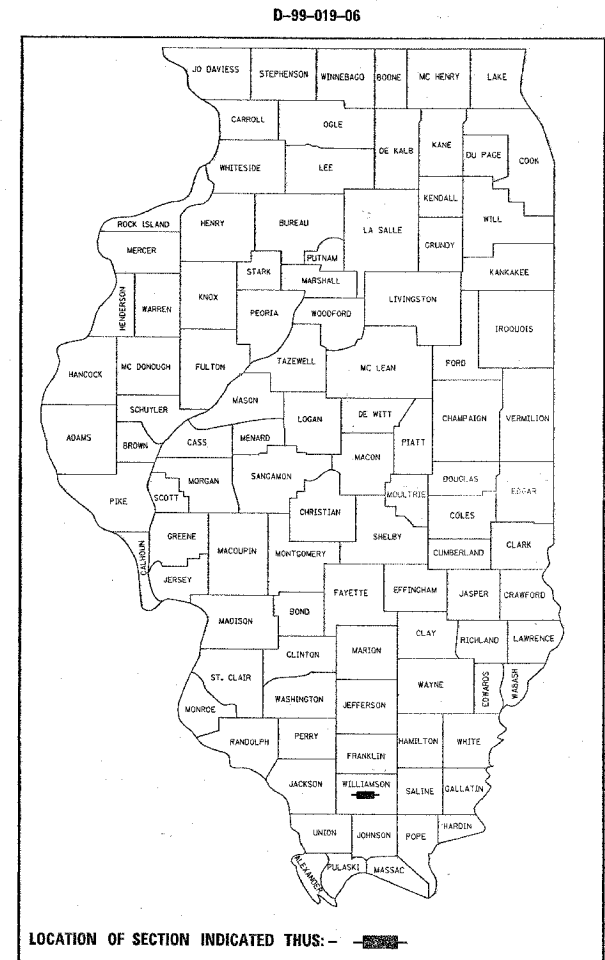 D-99-019-06
JO DAVIESS STEPHENSON WINNEBAGO BOONE MC HENRY LAKE
CARROLL OGLE
DE KALB KANE DU PAGE COOK
WHITESIDE LEE
KENDALL WILL
ROCK ISLAND HENRY BUREAU LA SALLE GRUNDY
MERCER PUTNAM
STARK MARSHALL KANKAKEE
HENDERSON WARREN KNOX PEORIA WOODFORD LIVINGSTON IROQUOIS
HANCOCK MC DONOUGH FULTON TAZEWELL MC LEAN FORD
MASON
SCHUYLER LOGAN DE WITT CHAMPAIGN VERMILION
ADAMS BROWN CASS MENARD PIATT
MACON
MORGAN SANGAMON DOUGLAS
PIKE SCOTT MOULTRIE EDGAR
CHRISTIAN COLES
GREENE SHELBY
CALHOUN MACOUPIN MONTGOMERY CUMBERLAND CLARK
JERSEY FAYETTE EFFINGHAM JASPER CRAWFORD
MADISON BOND
CLAY RICHLAND LAWRENCE
CLINTON MARION
ST. CLAIR WAYNE EDWARDS WABASH
WASHINGTON JEFFERSON
MONROE
RANDOLPH PERRY HAMILTON WHITE
FRANKLIN
JACKSON WILLIAMSON SALINE GALLATIN
UNION JOHNSON POPE HARDIN
ALEXANDER PULASKI MASSAC
LOCATION OF SECTION INDICATED THUS: -